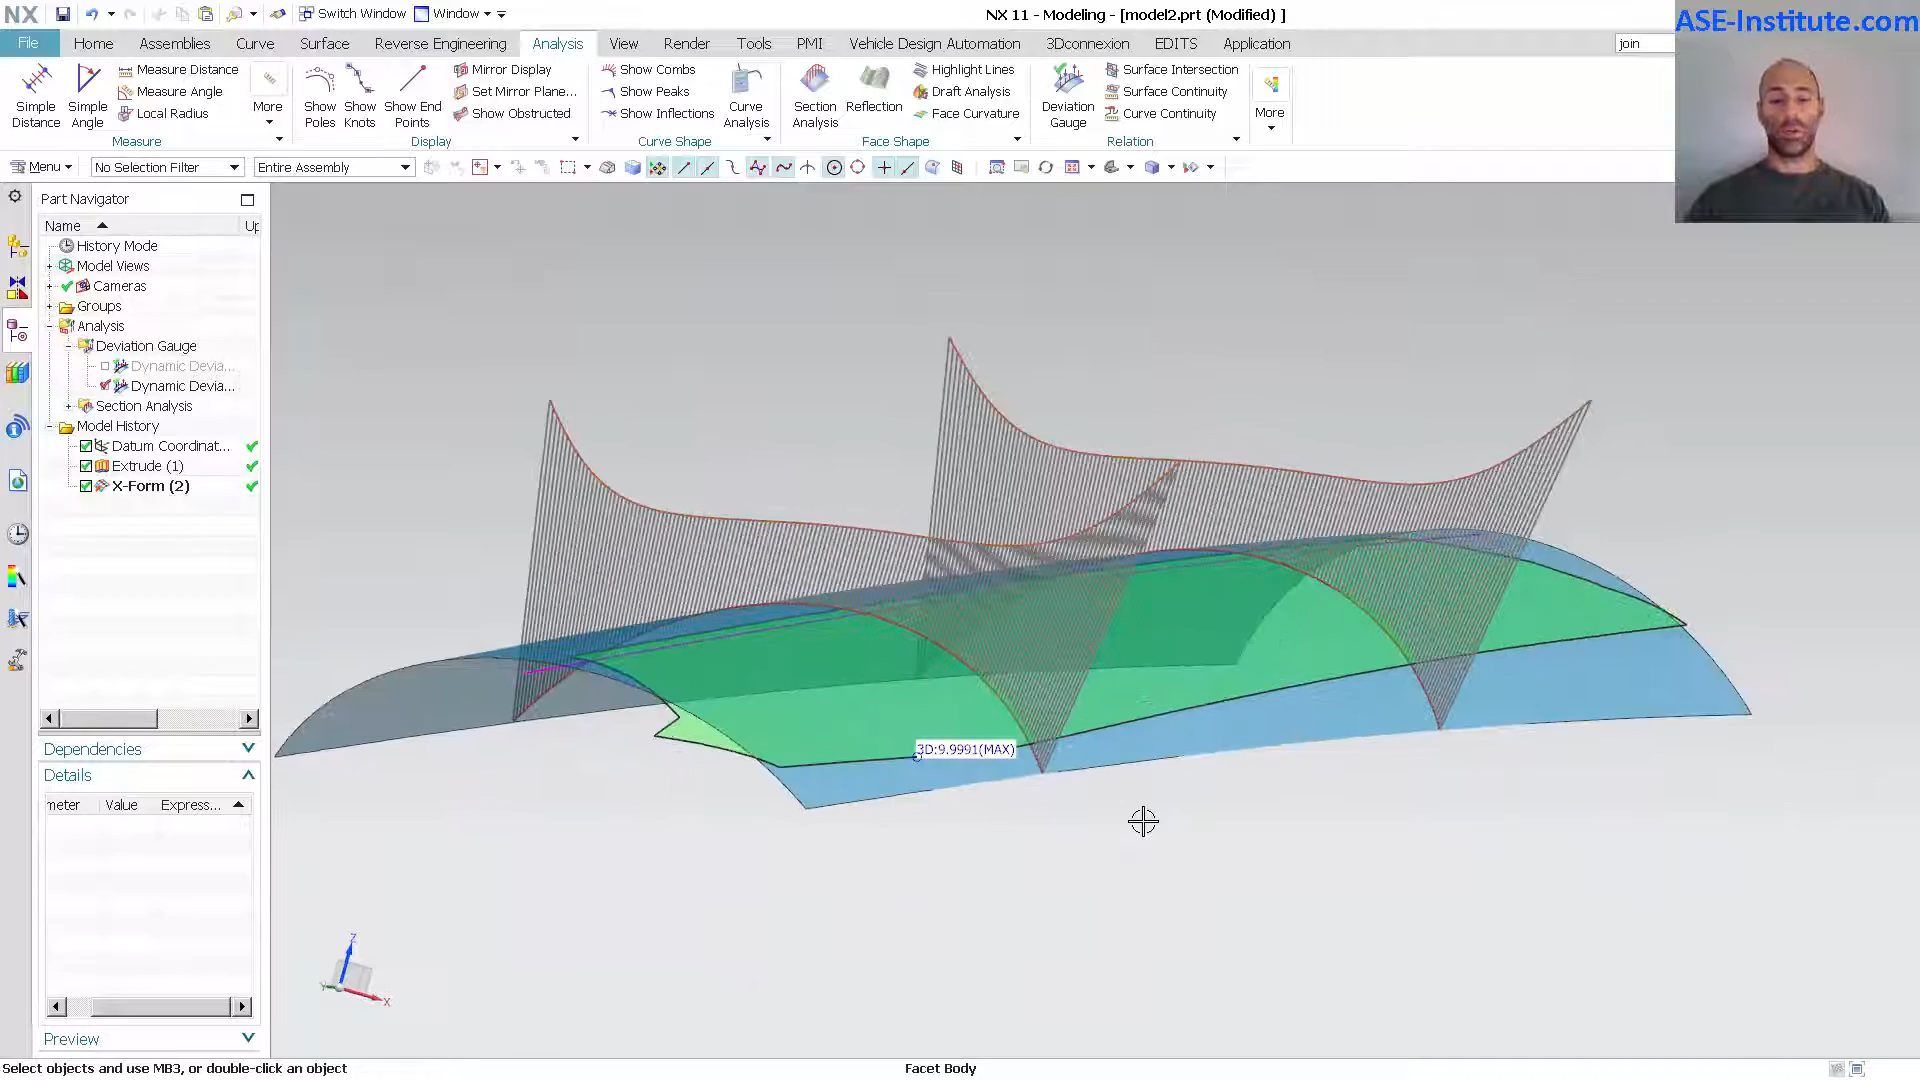 NX
Switch Window
Window
NX 11 - Modeling - [model2.prt (Modified) ]
ASE-Institute.com
File
Home
Assemblies
Curve
Surface
Reverse Engineering
Analysis
View
Render
Tools
PMI
Vehicle Design Automation
3Dconnexion
EDITS
Application
join
Simple Distance
Simple Angle
Measure Distance
Measure Angle
Local Radius
More
Measure
Show Poles
Show Knots
Show End Points
Mirror Display
Set Mirror Plane...
Show Obstructed
Display
Show Combs
Show Peaks
Show Inflections
Curve Analysis
Curve Shape
Section Analysis
Reflection
Highlight Lines
Draft Analysis
Face Curvature
Face Shape
Deviation Gauge
Surface Intersection
Surface Continuity
Curve Continuity
Relation
More
Menu
No Selection Filter
Entire Assembly
Part Navigator
Name
Up
History Mode
Model Views
Cameras
Groups
Analysis
Deviation Gauge
Dynamic Devia...
Dynamic Devia...
Section Analysis
Model History
Datum Coordinat...
Extrude (1)
X-Form (2)
Dependencies
Details
meter
Value
Express...
Preview
3D:9.9991(MAX)
Z
Y
X
Select objects and use MB3, or double-click an object
Facet Body